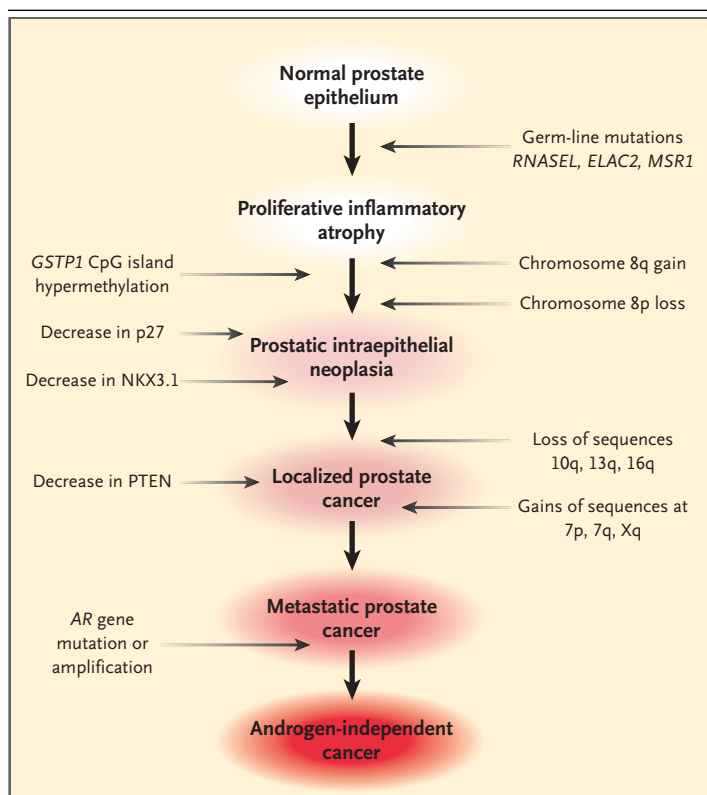 Normal prostate
epithelium
Germ-line mutations
RNASEL, ELAC2, MSR1
Proliferative inflammatory
atrophy
GSTP1 CpG island
hypermethylation
Chromosome 8q gain
Chromosome 8p loss
Decrease in p27
Prostatic intraepithelial
neoplasia
Decrease in NKX3.1
Loss of sequences
10q, 13q, 16q
Decrease in PTEN
Localized prostate
cancer
Gains of sequences at
7p, 7q, Xq
Metastatic prostate
cancer
AR gene
mutation or
amplification
Androgen-independent
cancer